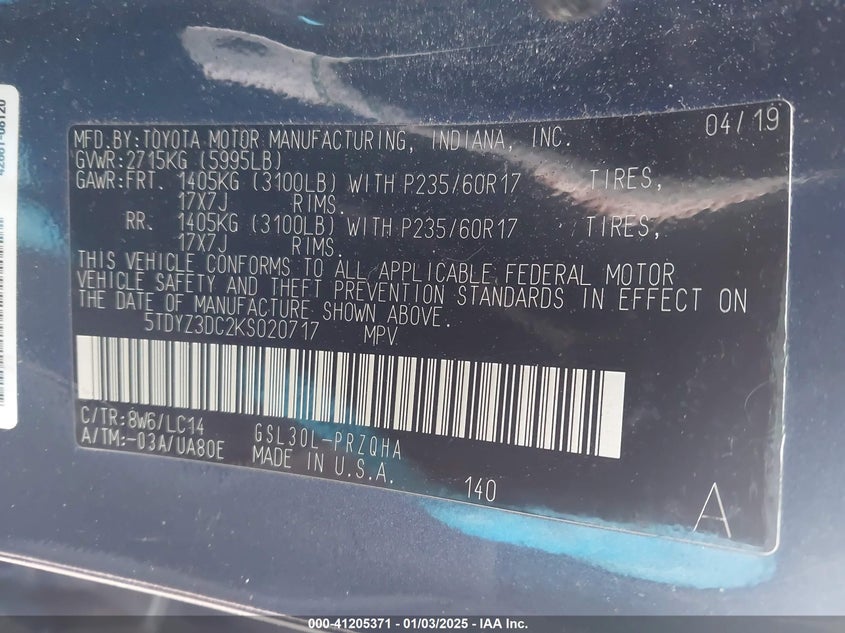 42661-08120
MFD.BY:TOYOTA MOTOR MANUFACTURING, INDIANA, INC. 04/19
GVWR:2715KG (5995LB)
GAWR:FRT. 1405KG (3100LB) WITH P235/60R17 TIRES,
17X7J RIMS.
RR. 1405KG (3100LB) WITH P235/60R17 TIRES,
17X7J RIMS.
THIS VEHICLE CONFORMS TO ALL APPLICABLE FEDERAL MOTOR
VEHICLE SAFETY AND THEFT PREVENTION STANDARDS IN EFFECT ON
THE DATE OF MANUFACTURE SHOWN ABOVE.
5TDYZ3DC2KS020717 MPV
C/TR:8W6/LC14 GSL30L-PRZQHA
A/TM:-03A/UA80E MADE IN U.S.A.
140
A
000-41205371 - 01/03/2025 - IAA Inc.